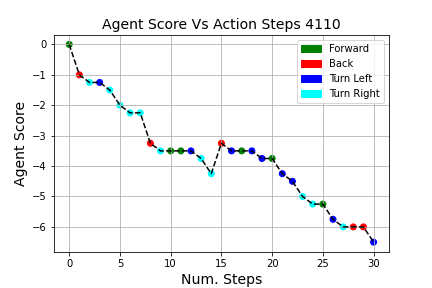 Agent Score Vs Action Steps 4110
Forward
Back
Turn Left
Turn Right
Agent Score
0
−1
−2
−3
−4
−5
−6
0 5 10 15 20 25 30
Num. Steps